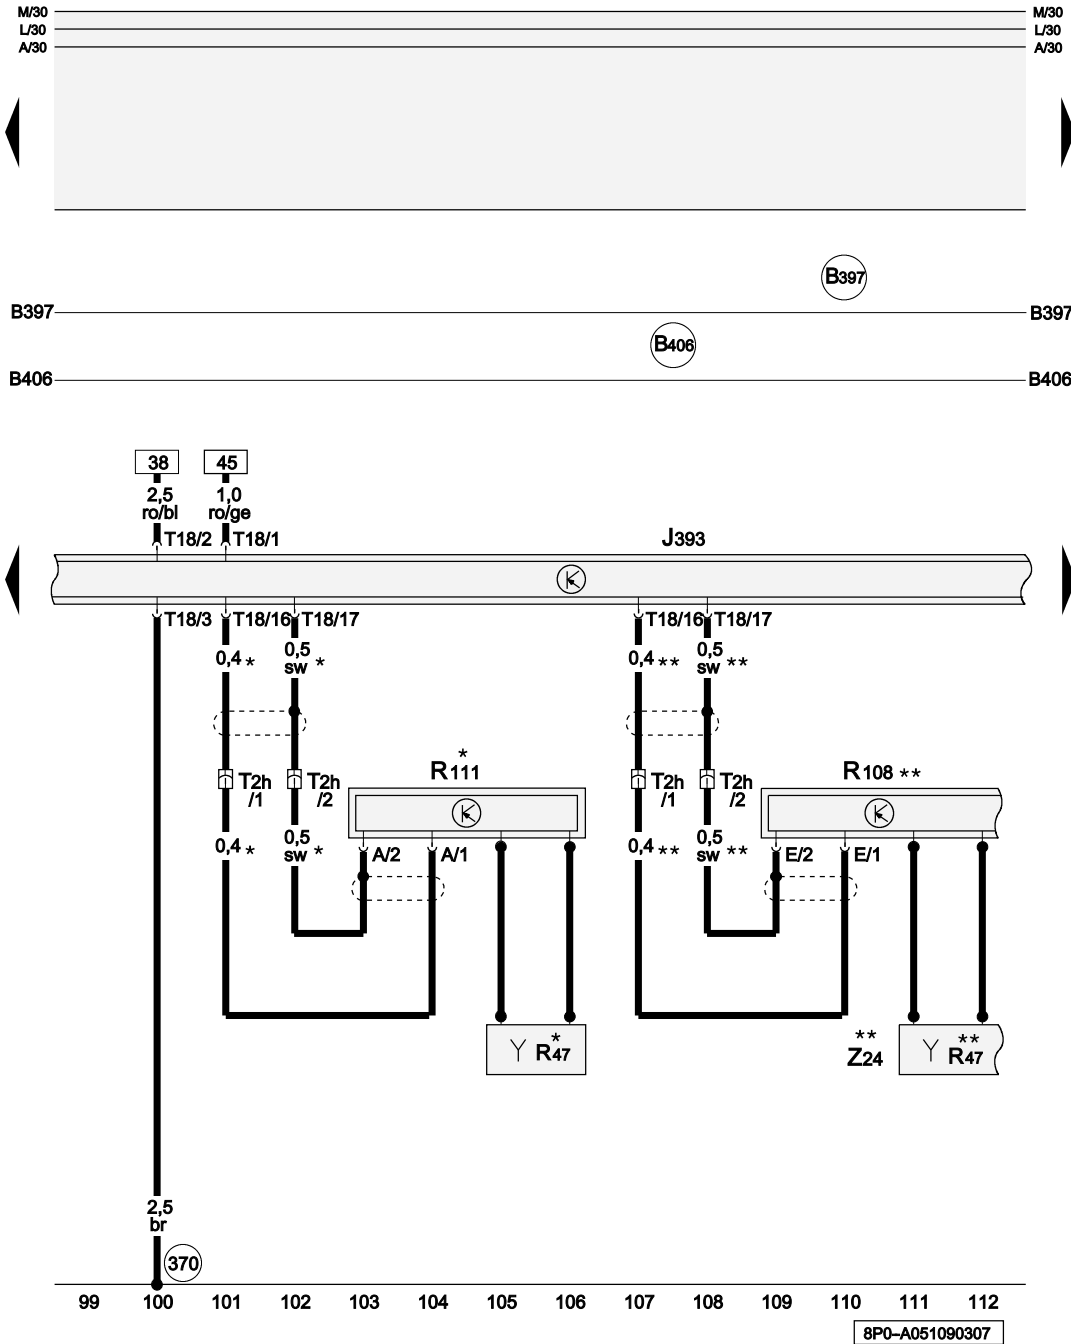 M/30 M/30
L/30 L/30
A/30 A/30
B397
B397 B397
B406
B406 B406
38 45
2,5 1,0
ro/bl ro/ge
T18/2 T18/1 J393
T18/3 T18/16 T18/17 T18/16 T18/17
0,4 * 0,5 0,4 ** 0,5
sw * sw **
* 
R111 R108 **
T2h T2h T2h T2h
/1 /2 /1 /2
0,4 * 0,5 0,4 ** 0,5
sw * sw **
A/2 A/1 E/2 E/1
* ** **
R47 Z24 R47
2,5
br
370
99 100 101 102 103 104 105 106 107 108 109 110 111 112
8P0-A051090307